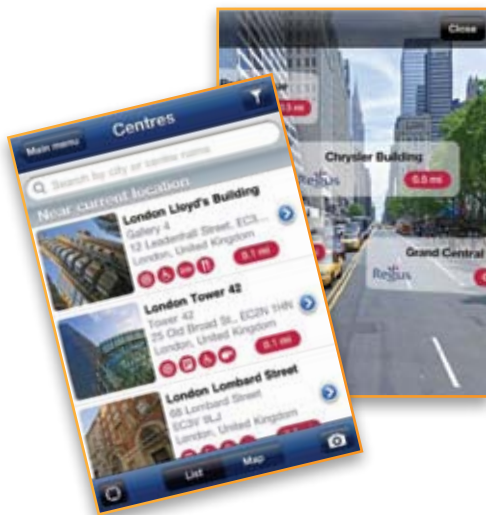 Close
Chrysler Building
Regus
0.5 mi
Grand Central
Regus
Main menu
Centres
Search by city or centre name
Near current location
London Lloyd's Building
Gallery 4
12 Leadenhall Street, EC3...
London, United Kingdom
0.1 mi
London Tower 42
Tower 42
25 Old Broad St., EC2N 1HN
London, United Kingdom
0.1 mi
London Lombard Street
68 Lombard Street
EC3V 9LJ
London, United Kingdom
List
Map